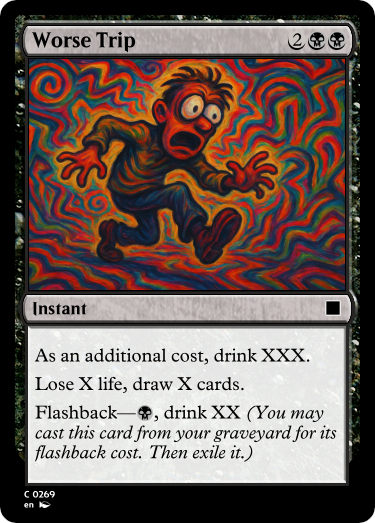 Worse Trip 2
Instant
As an additional cost, drink XXX.
Lose X life, draw X cards.
Flashback—, drink XX (You may
cast this card from your graveyard for its
flashback cost. Then exile it.)
C 0269
en